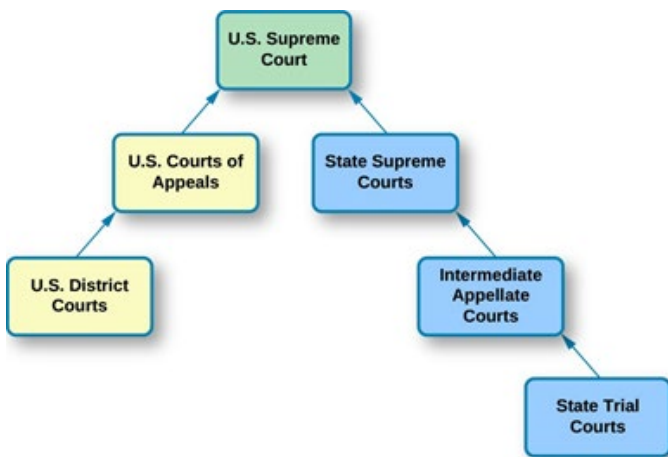 U.S. Supreme
Court
U.S. Courts of
Appeals
State Supreme
Courts
U.S. District
Courts
Intermediate
Appellate
Courts
State Trial
Courts